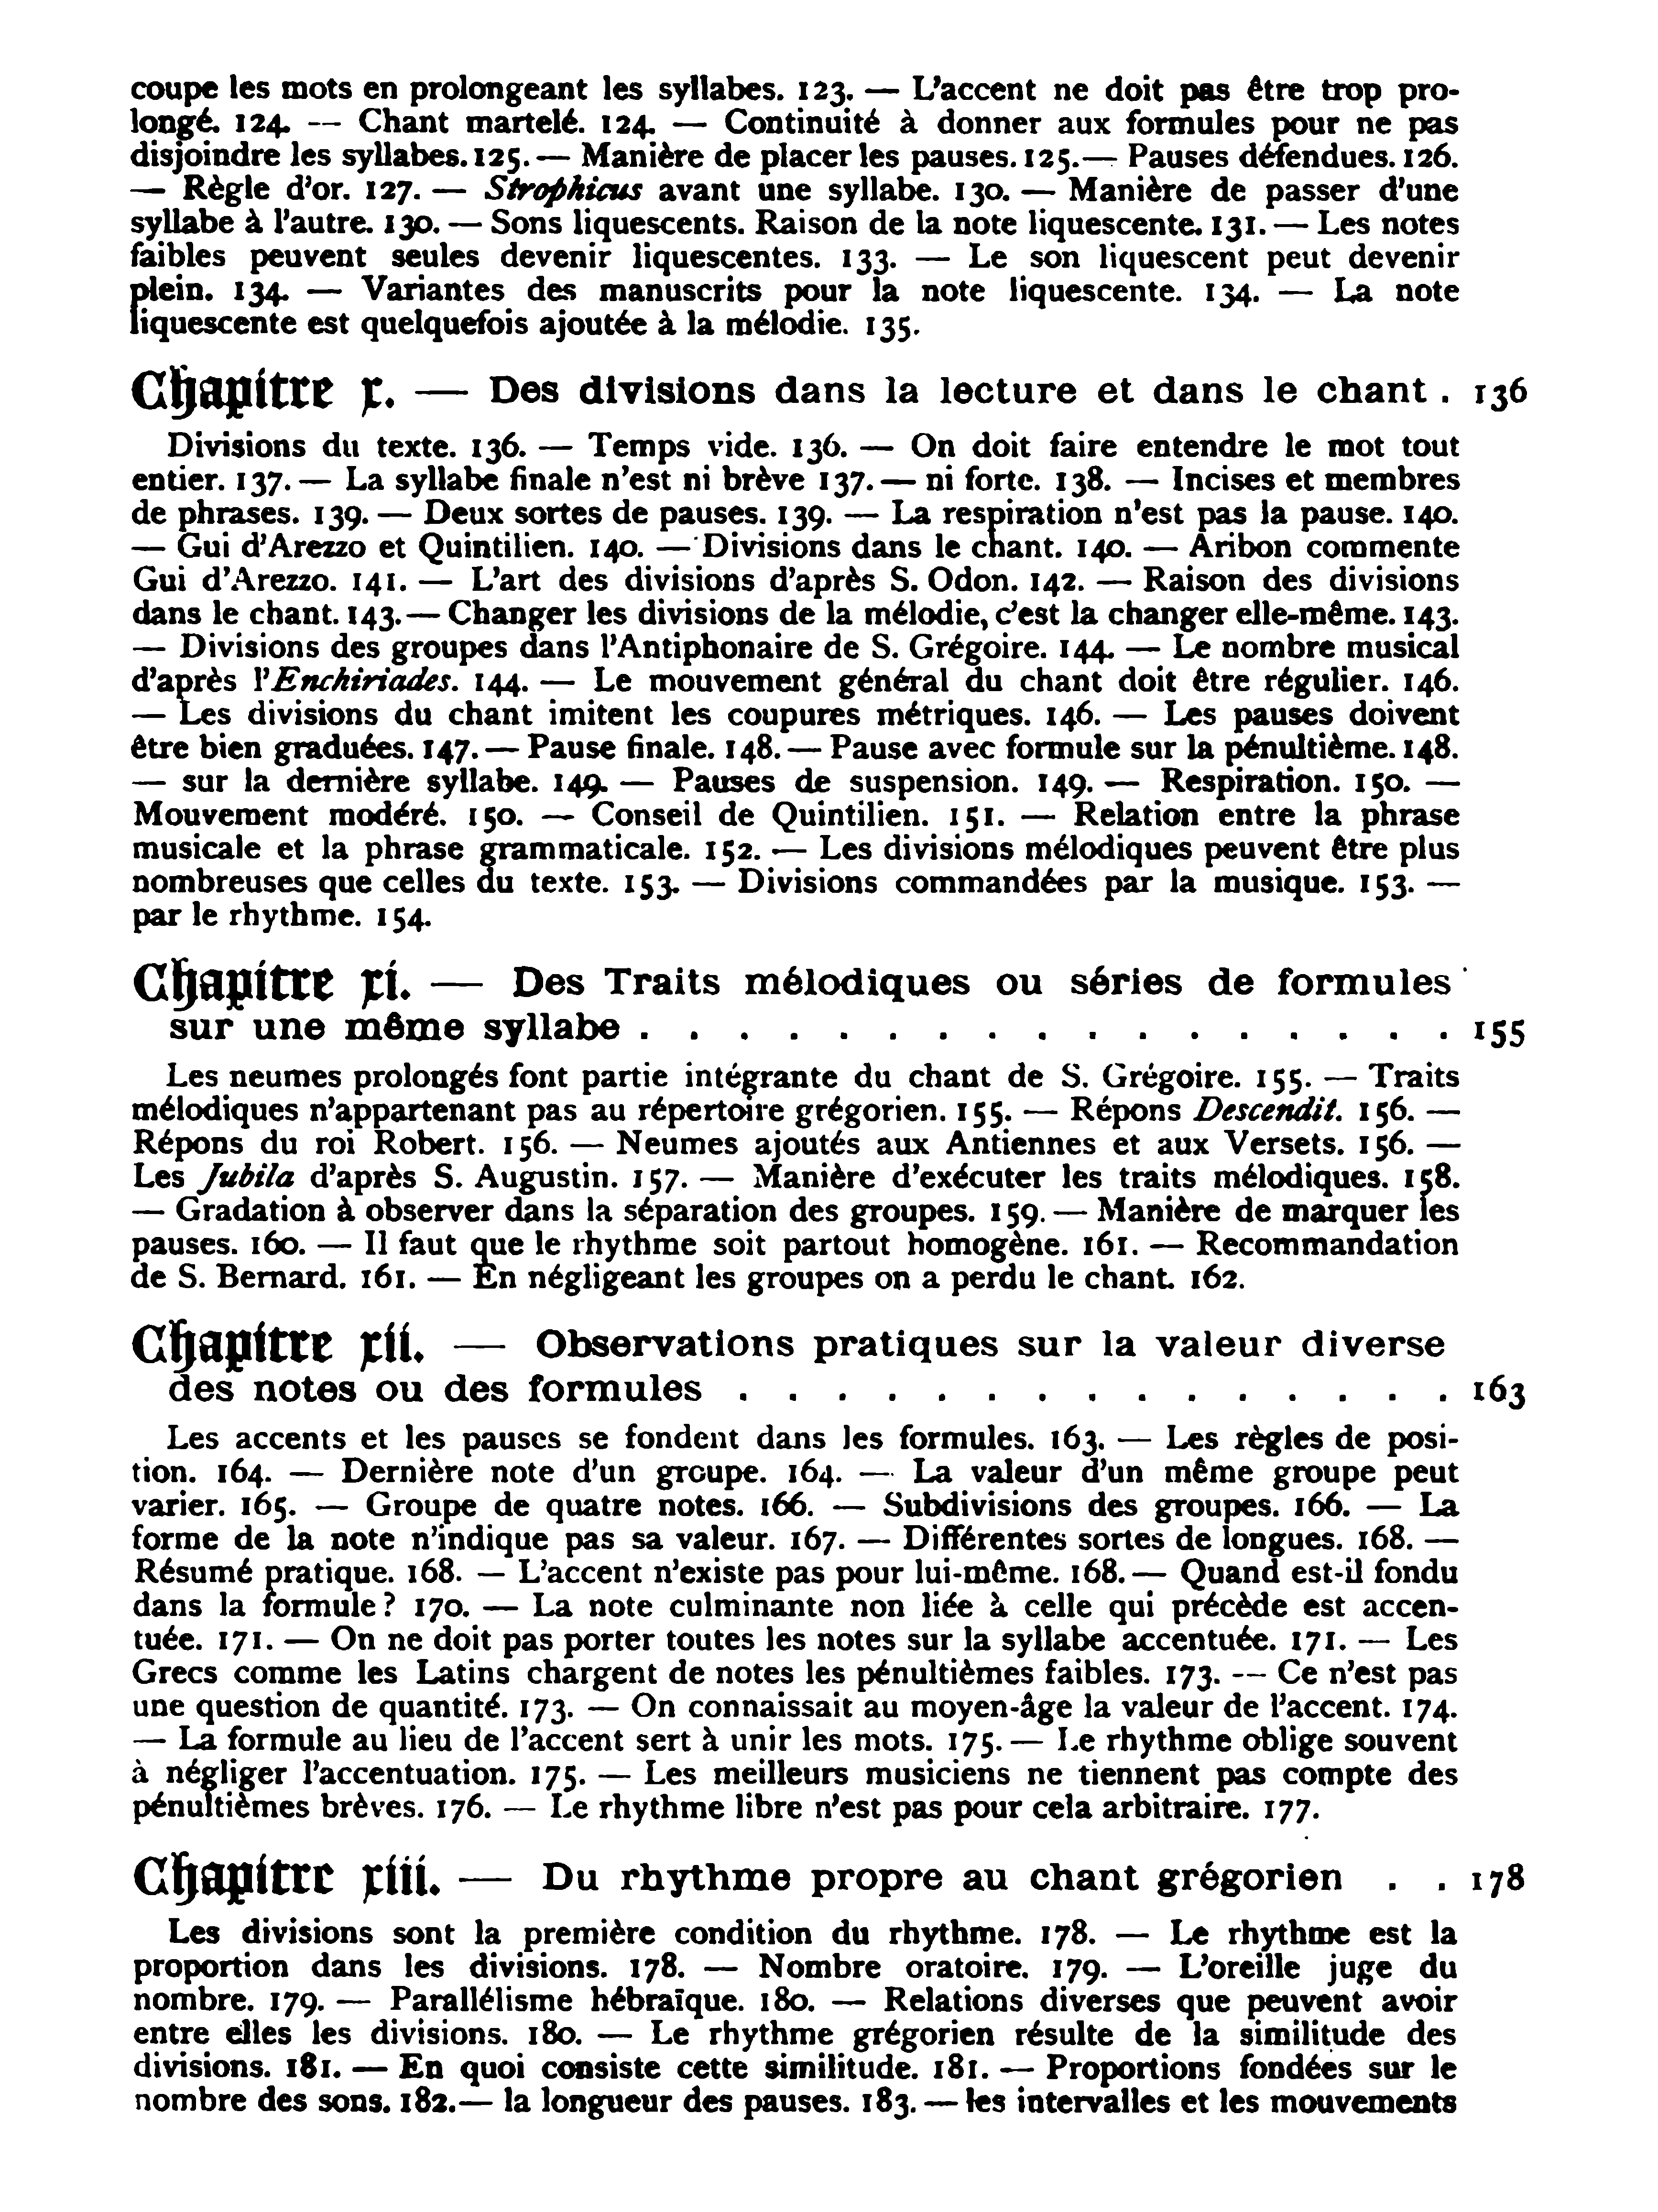 coupe les mots en prolongeant les syllabes. 123. — L'accent ne doit pas être trop pro-
longé. 124. — Chant martelé. 124. — Continuité à donner aux formules pour ne pas
disjoindre les syllabes. 125. — Manière de placer les pauses. 125. — Pauses défendues. 126.
— Règle d'or. 127. — Strophicus avant une syllabe. 130. — Manière de passer d'une
syllabe à l'autre. 130. — Sons liquescents. Raison de la note liquescente. 131. — Les notes
faibles peuvent seules devenir liquescentes. 133. — Le son liquescent peut devenir
plein. 134. — Variantes des manuscrits pour la note liquescente. 134. — La note
liquescente est quelquefois ajoutée à la mélodie. 135.
Chapitre x. — Des divisions dans la lecture et dans le chant . 136
Divisions du texte. 136. — Temps vide. 136. — On doit faire entendre le mot tout
entier. 137. — La syllabe finale n'est ni brève 137. — ni forte. 138. — Incises et membres
de phrases. 139. — Deux sortes de pauses. 139. — La respiration n'est pas la pause. 140.
— Gui d'Arezzo et Quintilien. 140. — Divisions dans le chant. 140. — Aribon commente
Gui d'Arezzo. 141. — L'art des divisions d'après S. Odon. 142. — Raison des divisions
dans le chant. 143. — Changer les divisions de la mélodie, c'est la changer elle-même. 143.
— Divisions des groupes dans l'Antiphonaire de S. Grégoire. 144. — Le nombre musical
d'après l'Enchiriades. 144. — Le mouvement général du chant doit être régulier. 146.
— Les divisions du chant imitent les coupures métriques. 146. — Les pauses doivent
être bien graduées. 147. — Pause finale. 148. — Pause avec formule sur la pénultième. 148.
— sur la dernière syllabe. 149. — Pauses de suspension. 149. — Respiration. 150. —
Mouvement modéré. 150. — Conseil de Quintilien. 151. — Relation entre la phrase
musicale et la phrase grammaticale. 152. — Les divisions mélodiques peuvent être plus
nombreuses que celles du texte. 153. — Divisions commandées par la musique. 153. —
par le rhythme. 154.
Chapitre xi. — Des Traits mélodiques ou séries de formules
sur une même syllabe . . . . . . . . . . . . . . . . . 155
Les neumes prolongés font partie intégrante du chant de S. Grégoire. 155. — Traits
mélodiques n'appartenant pas au répertoire grégorien. 155. — Répons Descendit. 156. —
Répons du roi Robert. 156. — Neumes ajoutés aux Antiennes et aux Versets. 156. —
Les Jubila d'après S. Augustin. 157. — Manière d'exécuter les traits mélodiques. 158.
— Gradation à observer dans la séparation des groupes. 159. — Manière de marquer les
pauses. 160. — Il faut que le rhythme soit partout homogène. 161. — Recommandation
de S. Bernard. 161. — En négligeant les groupes on a perdu le chant. 162.
Chapitre xii. — Observations pratiques sur la valeur diverse
des notes ou des formules . . . . . . . . . . . . . . . 163
Les accents et les pauses se fondent dans les formules. 163. — Les règles de posi-
tion. 164. — Dernière note d'un groupe. 164. — La valeur d'un même groupe peut
varier. 165. — Groupe de quatre notes. 166. — Subdivisions des groupes. 166. — La
forme de la note n'indique pas sa valeur. 167. — Différentes sortes de longues. 168. —
Résumé pratique. 168. — L'accent n'existe pas pour lui-même. 168. — Quand est-il fondu
dans la formule ? 170. — La note culminante non liée à celle qui précède est accen-
tuée. 171. — On ne doit pas porter toutes les notes sur la syllabe accentuée. 171. — Les
Grecs comme les Latins chargent de notes les pénultièmes faibles. 173. — Ce n'est pas
une question de quantité. 173. — On connaissait au moyen-âge la valeur de l'accent. 174.
— La formule au lieu de l'accent sert à unir les mots. 175. — Le rhythme oblige souvent
à négliger l'accentuation. 175. — Les meilleurs musiciens ne tiennent pas compte des
pénultièmes brèves. 176. — Le rhythme libre n'est pas pour cela arbitraire. 177.
Chapitre xiii. — Du rhythme propre au chant grégorien . . 178
Les divisions sont la première condition du rhythme. 178. — Le rhythme est la
proportion dans les divisions. 178. — Nombre oratoire. 179. — L'oreille juge du
nombre. 179. — Parallélisme hébraïque. 180. — Relations diverses que peuvent avoir
entre elles les divisions. 180. — Le rhythme grégorien résulte de la similitude des
divisions. 181. — En quoi consiste cette similitude. 181. — Proportions fondées sur le
nombre des sons. 182. — la longueur des pauses. 183. — les intervalles et les mouvements